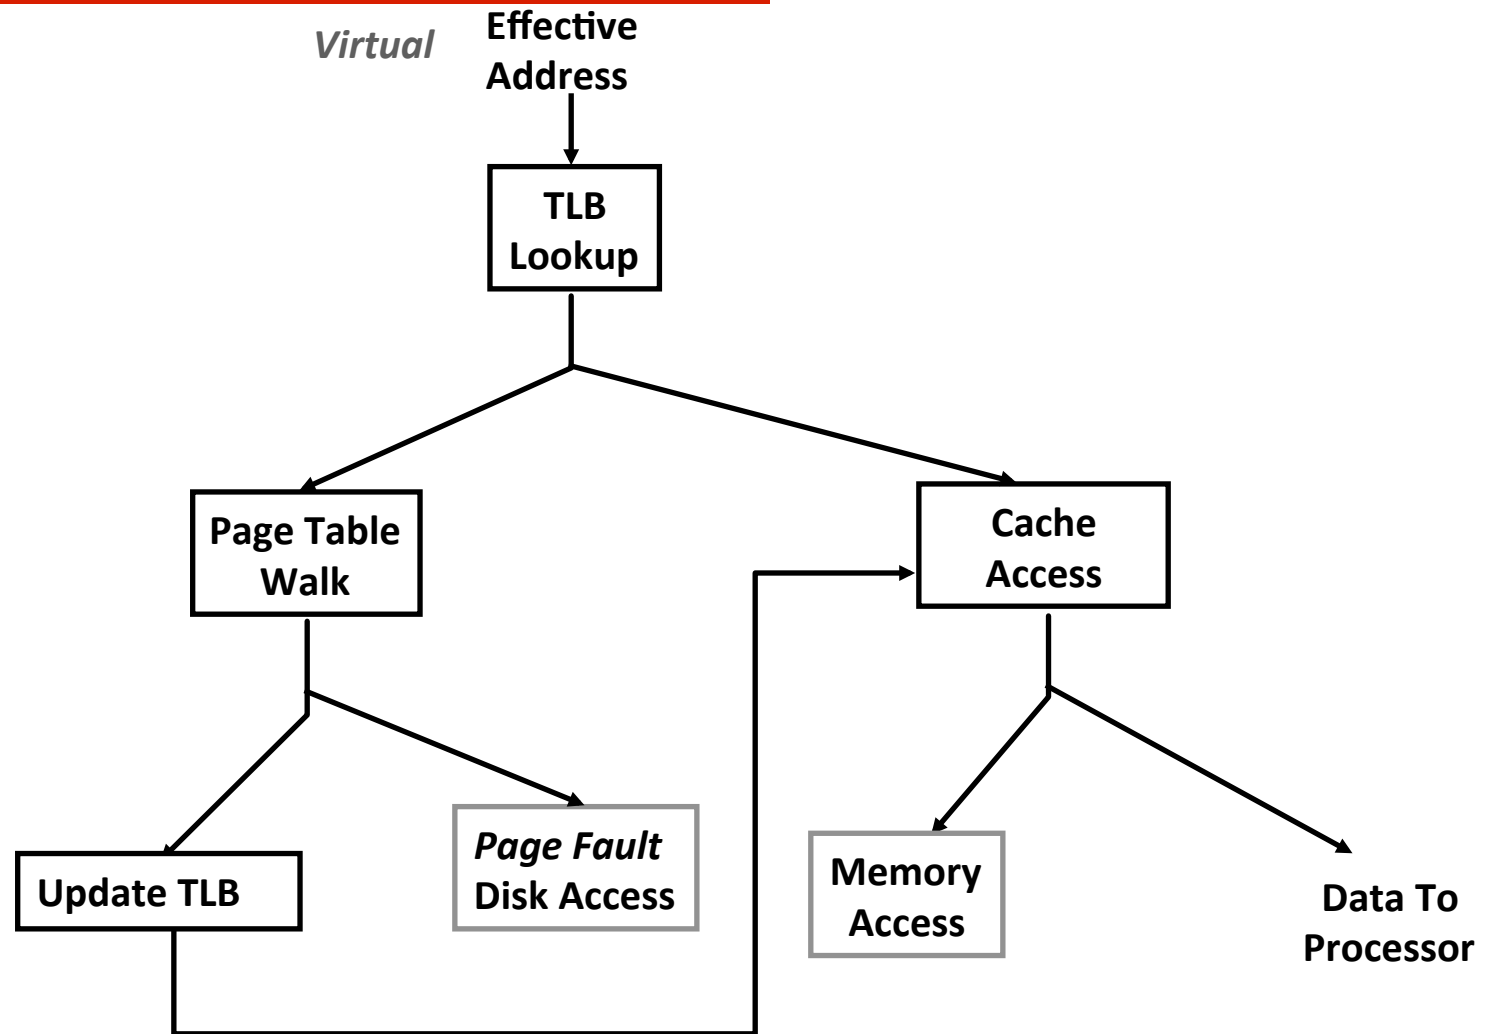 Virtual
Effective
Address
TLB
Lookup
Page Table
Walk
Cache
Access
Update TLB
Page Fault
Disk Access
Memory
Access
Data To
Processor